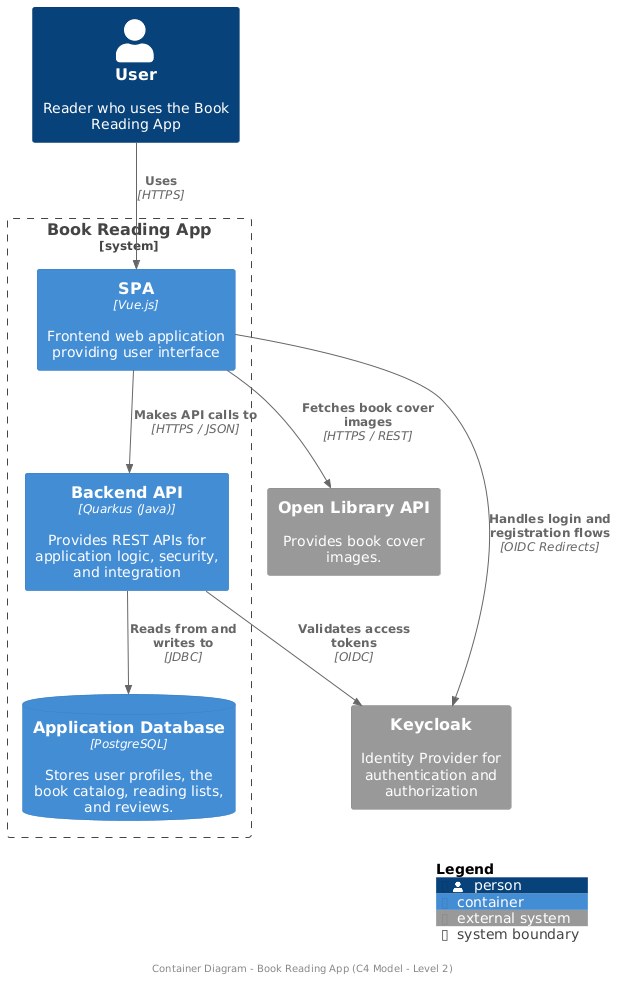 User
Reader who uses the Book
Reading App
Uses
[HTTPS]
Book Reading App
[system]
SPA
[Vue.js]
Frontend web application
providing user interface
Makes API calls to
[HTTPS / JSON]
Fetches book cover
images
[HTTPS / REST]
Handles login and
registration flows
[OIDC Redirects]
Backend API
[Quarkus (Java)]
Provides REST APIs for
application logic, security,
and integration
Open Library API
Provides book cover
images.
Reads from and
writes to
[JDBC]
Validates access
tokens
[OIDC]
Application Database
[PostgreSQL]
Stores user profiles, the
book catalog, reading lists,
and reviews.
Keycloak
Identity Provider for
authentication and
authorization
Legend
person
container
external system
system boundary
Container Diagram - Book Reading App (C4 Model - Level 2)